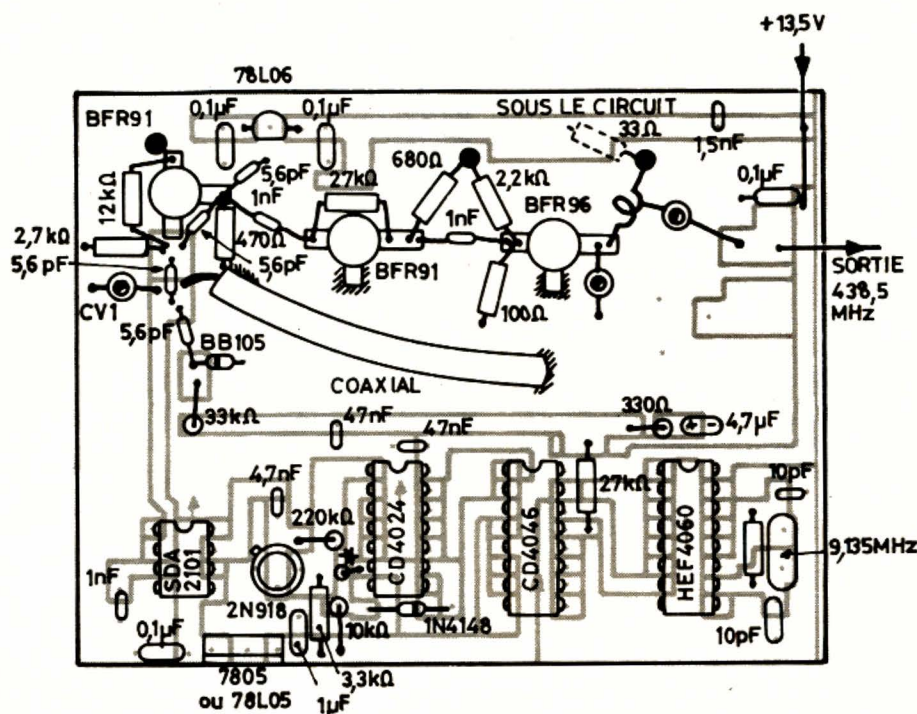 +13,5V
78L06
BFR91
0,1µF
0,1µF
SOUS LE CIRCUIT
33Ω
1,5nF
12kΩ
5,6pF
1nF
27kΩ
680Ω
2,2kΩ
0,1µF
BFR96
1nF
2,7kΩ
470Ω
5,6pF
5,6pF
BFR91
SORTIE
438,5
MHz
CV1
5,6pF
100Ω
BB105
COAXIAL
33kΩ
47nF
47nF
330Ω
+
-
4,7µF
4,7nF
27kΩ
10pF
220kΩ
SDA
2101
CD4024
CD4046
HEF4060
9,135MHz
*
1nF
2N918
10kΩ
1N4148
10pF
0,1µF
3,3kΩ
7805
ou 78L05
1µF